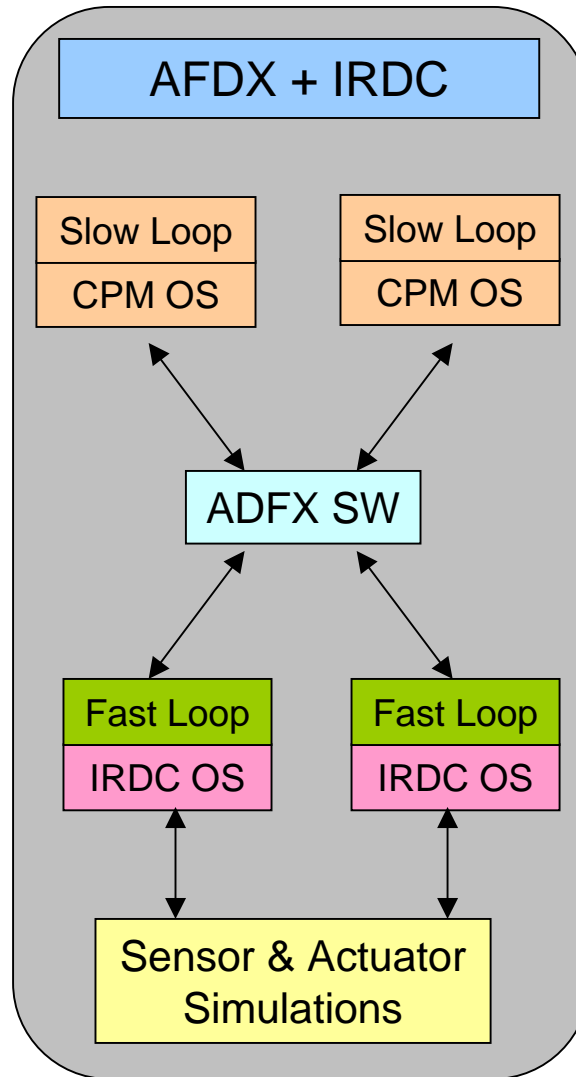 AFDX + IRDC
Slow Loop
CPM OS
Slow Loop
CPM OS
ADFX SW
Fast Loop
IRDC OS
Fast Loop
IRDC OS
Sensor & Actuator
Simulations